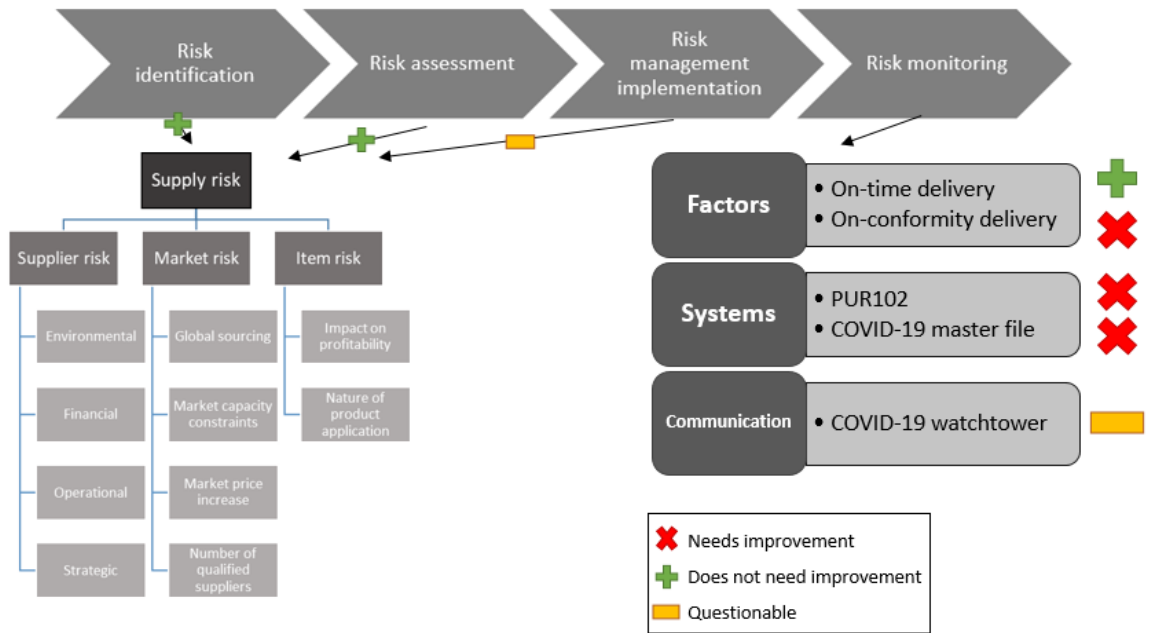 Risk
identification
Risk assessment
Risk
management
implementation
Risk monitoring
Supply risk
Supplier risk
Market risk
Item risk
Environmental
Global sourcing
Impact on
profitability
Financial
Market capacity
constraints
Nature of
product
application
Operational
Market price
increase
Strategic
Number of
qualified
suppliers
Factors
• On-time delivery
• On-conformity delivery
Systems
• PUR102
• COVID-19 master file
Communication
• COVID-19 watchtower
Needs improvement
Does not need improvement
Questionable